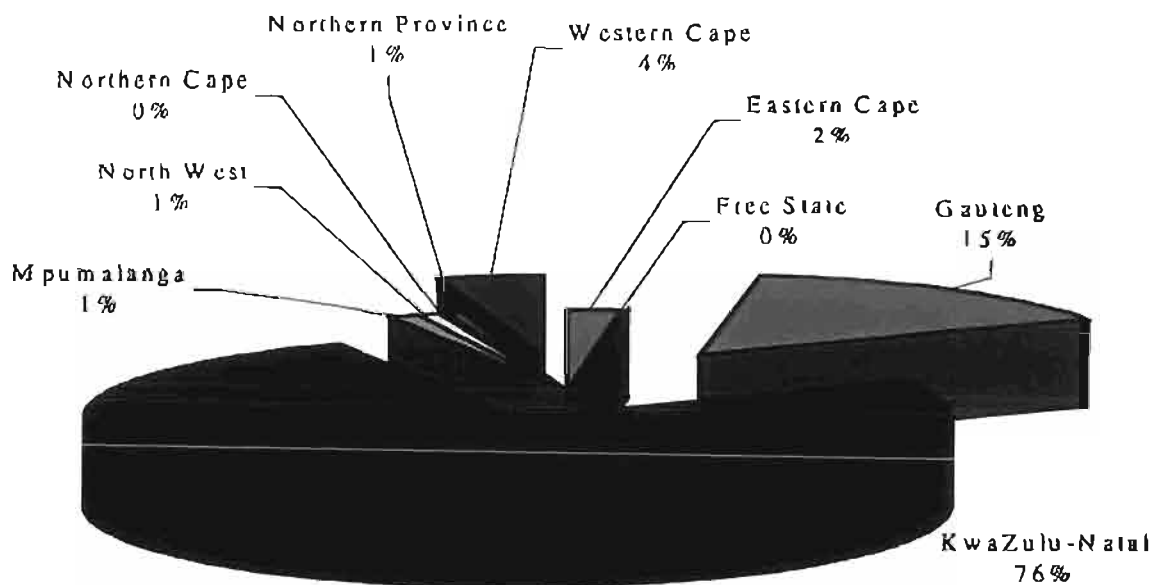 Northern Province
1%
Western Cape
4%
Northern Cape
0%
Eastern Cape
2%
North West
1%
Free State
0%
Gauteng
15%
Mpumalanga
1%
KwaZulu-Natal
76%